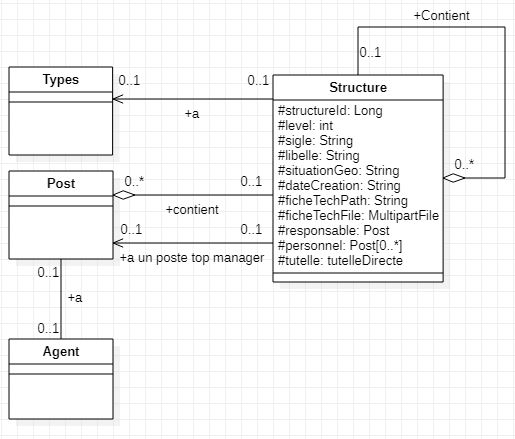 +Contient
0..1
Types
0..1
0..1
Structure
+a
#structureId: Long
#level: int
#sigle: String
#libelle: String
#situationGeo: String
#dateCreation: String
#ficheTechPath: String
#ficheTechFile: MultipartFile
#responsable: Post
#personnel: Post[0..*]
#tutelle: tutelleDirecte
0..*
Post
0..*
0..1
+contient
0..1
0..1
+a un poste top manager
0..1
+a
0..1
Agent